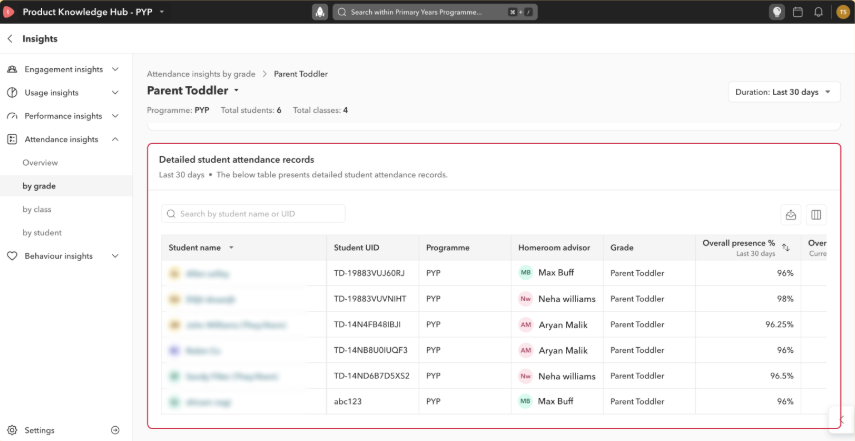 Product Knowledge Hub - PYP
Search within Primary Years Programme... ⌘ + /
TS
Insights
Engagement insights
Usage insights
Performance insights
Attendance insights
Overview
by grade
by class
by student
Behaviour insights
Settings
Attendance insights by grade > Parent Toddler
Parent Toddler
Duration: Last 30 days
Programme: PYP Total students: 6 Total classes: 4
Detailed student attendance records
Last 30 days • The below table presents detailed student attendance records.
Search by student name or UID
Student name Student UID Programme Homeroom advisor Grade Overall presence % Over
Last 30 days Curre
TD-19883VUJ60RJ PYP MB Max Buff Parent Toddler 96%
TD-19883VUVNIHT PYP Nw Neha williams Parent Toddler 98%
TD-14N4FB48IBJI PYP AM Aryan Malik Parent Toddler 96.25%
TD-14NB8U0IUQF3 PYP AM Aryan Malik Parent Toddler 96%
TD-14ND6B7D5XS2 PYP Nw Neha williams Parent Toddler 96.5%
abc123 PYP MB Max Buff Parent Toddler 96%